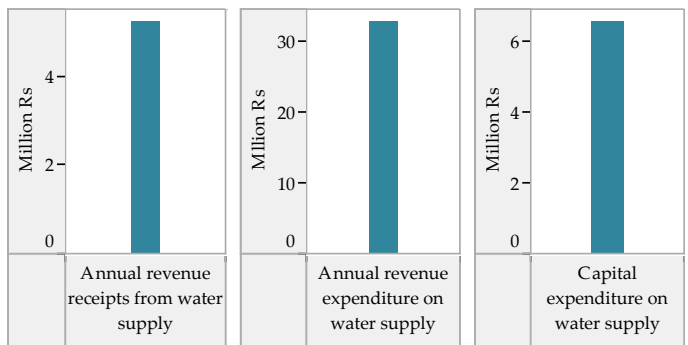 Million Rs
4
2
0
Annual revenue
receipts from water
supply
Mllion Rs
30
20
10
0
Annual revenue
expenditure on
water supply
Million Rs
6
4
2
0
Capital
expenditure on
water supply